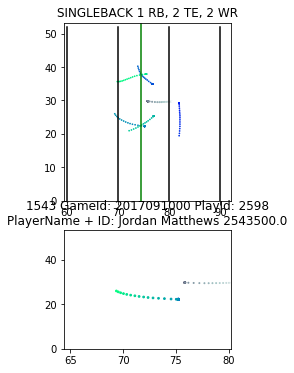 SINGLEBACK 1 RB, 2 TE, 2 WR
50
40
30
20
10
0
60 70 80 90
1543 GameId: 2017091000 PlayId: 2598
PlayerName + ID: Jordan Matthews 2543500.0
40
20
0
65 70 75 80